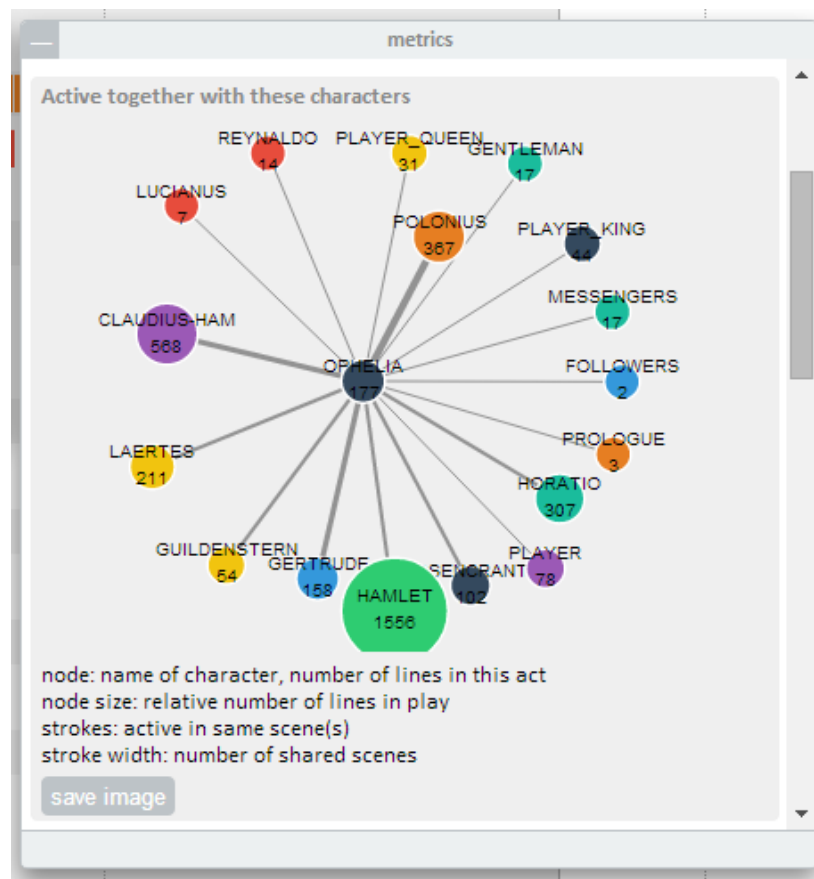 metrics
Active together with these characters
REYNALDO
14
PLAYER_QUEEN
31
GENTLEMAN
17
LUCIANUS
7
POLONIUS
367
PLAYER_KING
44
MESSENGERS
17
CLAUDIUS-HAM
568
OPHELIA
177
FOLLOWERS
2
PROLOGUE
3
LAERTES
211
HORATIO
307
GUILDENSTERN
54
GERTRUDE
158
HAMLET
1556
SENCRANT
102
PLAYER
78
node: name of character, number of lines in this act
node size: relative number of lines in play
strokes: active in same scene(s)
stroke width: number of shared scenes
save image